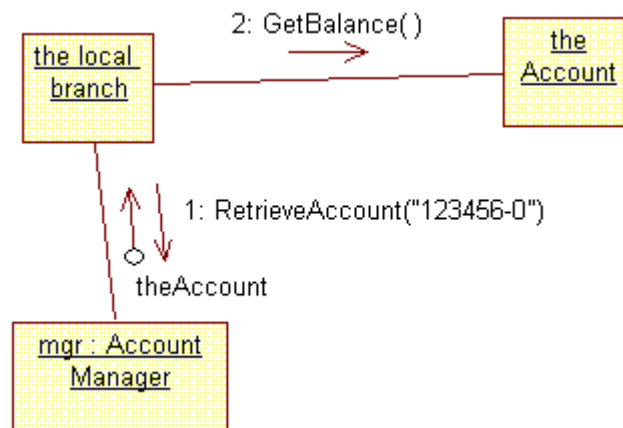 2: GetBalance( )
the local
branch
the
Account
1: RetrieveAccount("123456-0")
theAccount
mgr : Account
Manager